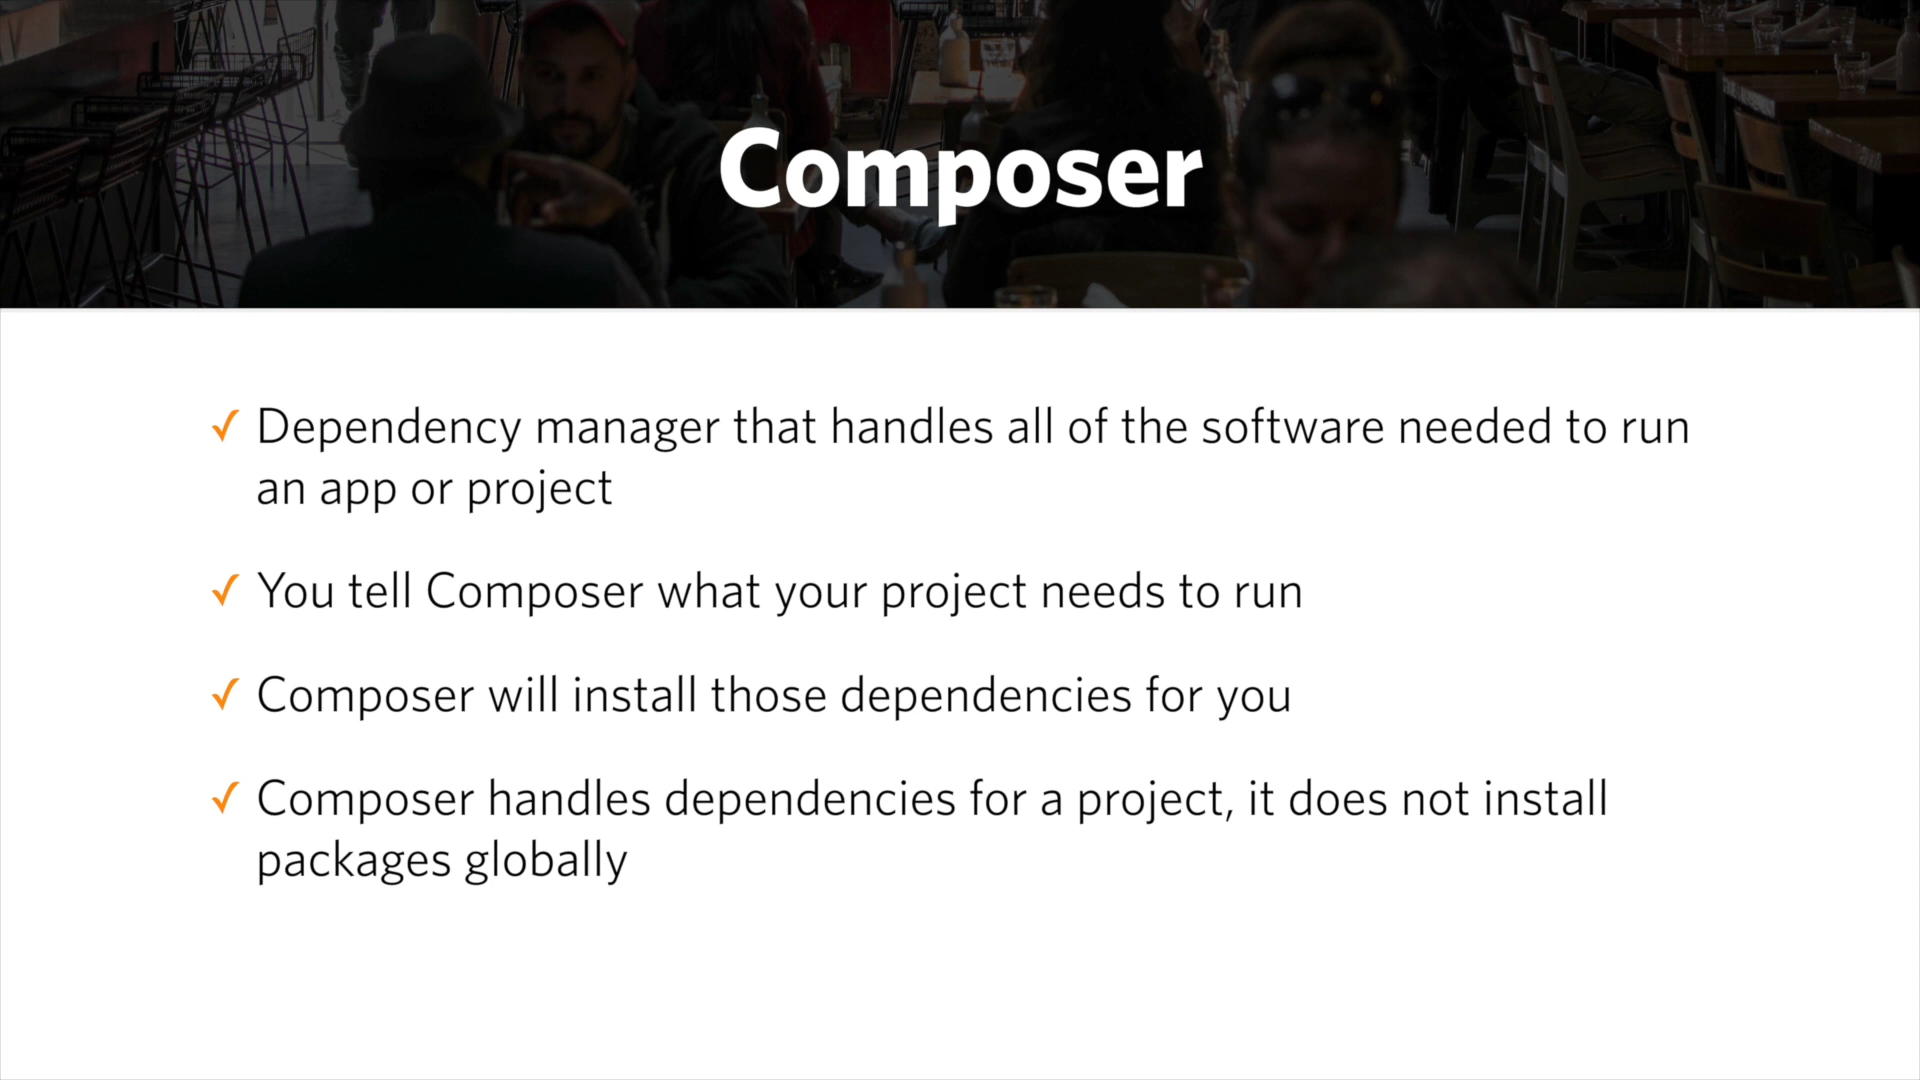 Composer
✓ Dependency manager that handles all of the software needed to run
an app or project
✓ You tell Composer what your project needs to run
✓ Composer will install those dependencies for you
✓ Composer handles dependencies for a project, it does not install
packages globally